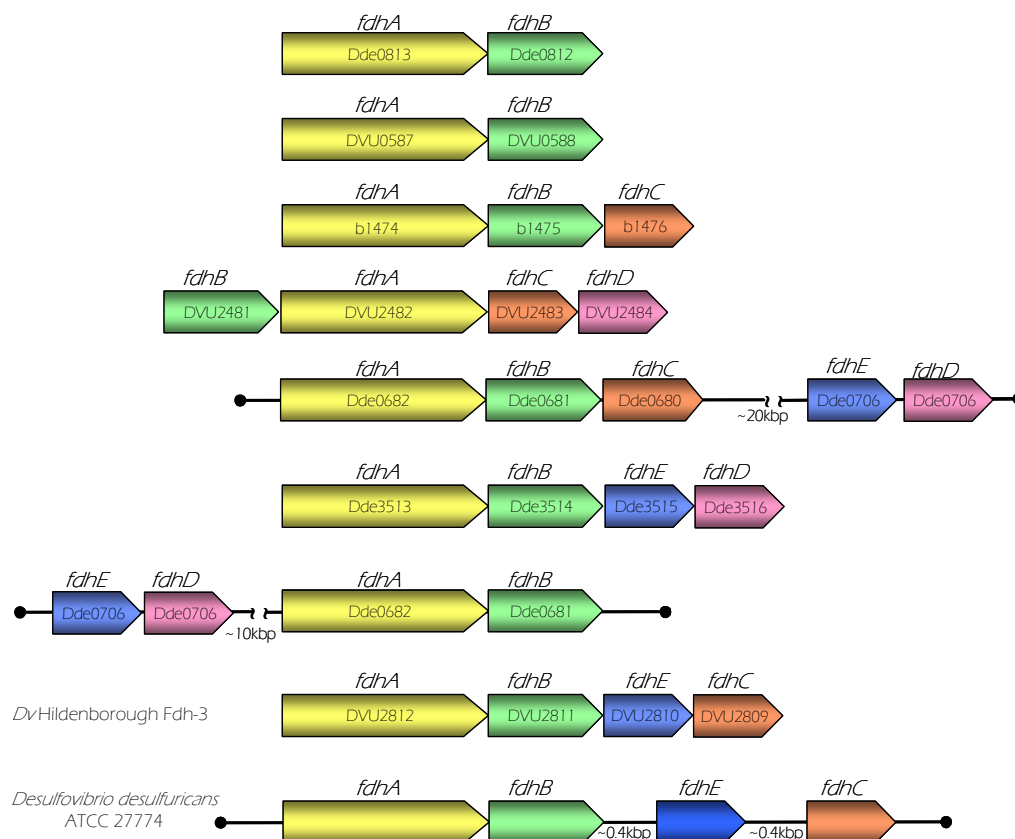 fdhA fdhB
Dde0813 Dde0812
fdhA fdhB
DVU0587 DVU0588
fdhA fdhB fdhC
b1474 b1475 b1476
fdhB fdhA fdhC fdhD
DVU2481 DVU2482 DVU2483 DVU2484
fdhA fdhB fdhC fdhE fdhD
Dde0682 Dde0681 Dde0680 Dde0706 Dde0706
~20kbp
fdhA fdhB fdhE fdhD
Dde3513 Dde3514 Dde3515 Dde3516
fdhE fdhD fdhA fdhB
Dde0706 Dde0706 Dde0682 Dde0681
~10kbp
fdhA fdhB fdhE fdhC
Dv Hildenborough Fdh-3 DVU2812 DVU2811 DVU2810 DVU2809
fdhA fdhB fdhE fdhC
Desulfovibrio desulfuricans
ATCC 27774
~0.4kbp ~0.4kbp